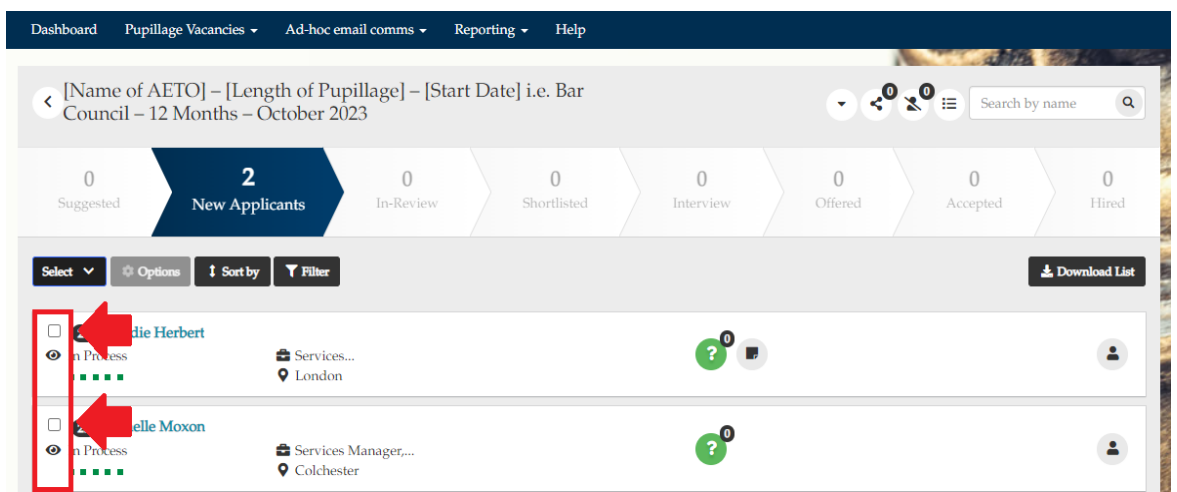 Dashboard Pupillage Vacancies Ad-hoc email comms Reporting Help
[Name of AETO] – [Length of Pupillage] – [Start Date] i.e. Bar
Council – 12 Months – October 2023
0 0 Search by name
0 2 0 0 0 0 0 0
Suggested New Applicants In-Review Shortlisted Interview Offered Accepted Hired
Select Options Sort by Filter Download List
Herbert
Process Services...
London
0
?
Moxon
Process Services Manager,...
Colchester
0
?